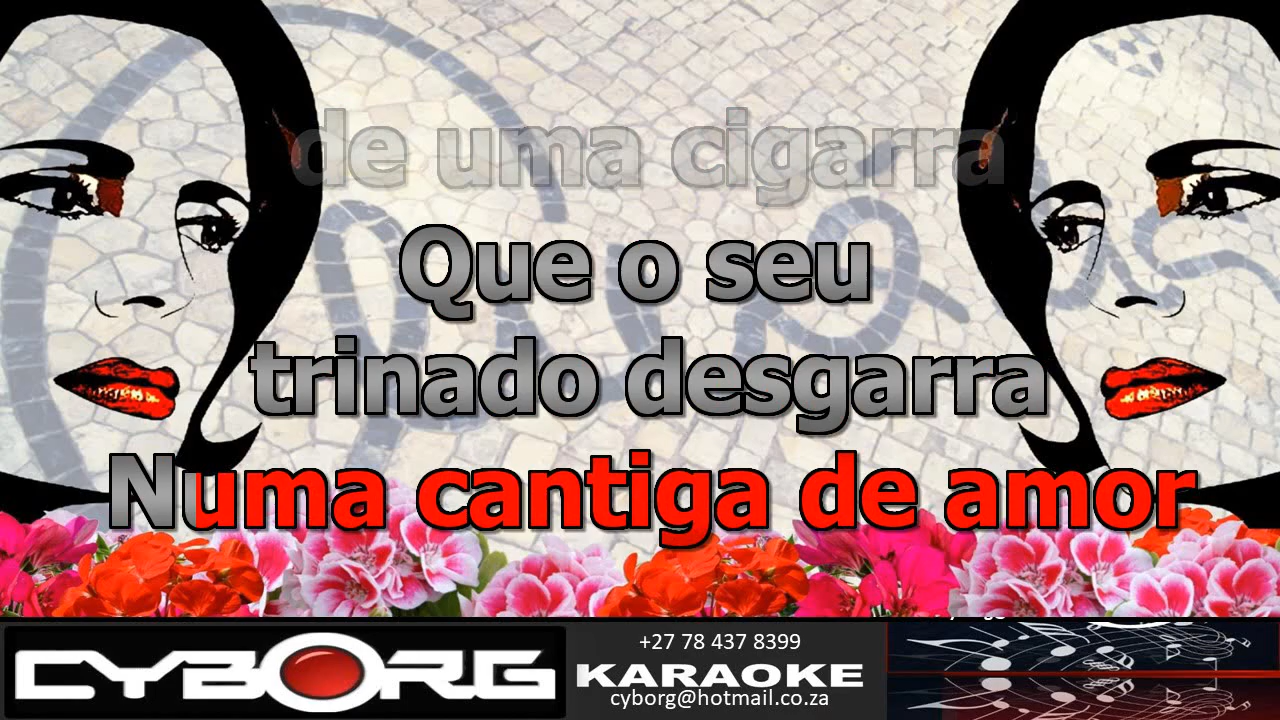 de uma cigarra
Que o seu
trinado desgarra
Numa cantiga de amor
CYBORG
+27 78 437 8399
KARAOKE
cyborg@hotmail.co.za